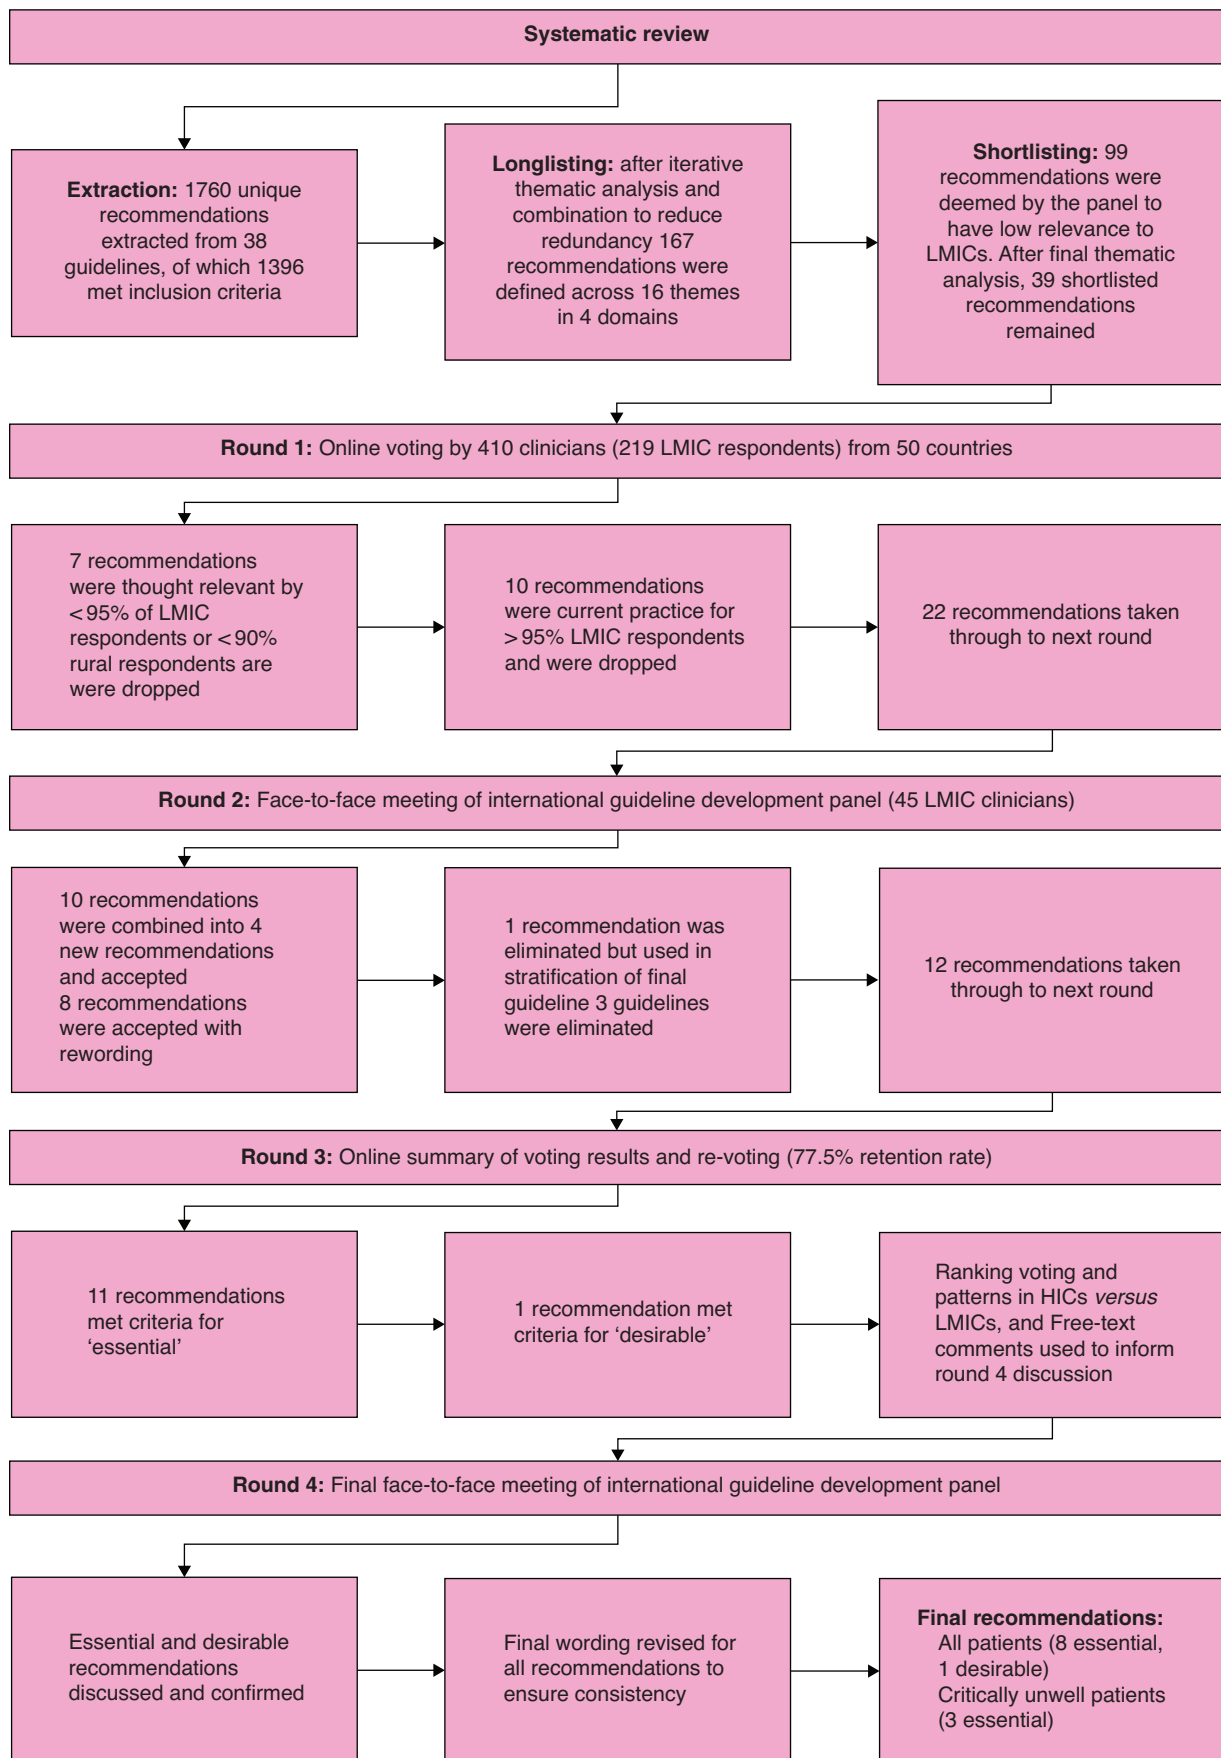 Systematic review
Extraction: 1760 unique
recommendations
extracted from 38
guidelines, of which 1396
met inclusion criteria
Longlisting: after iterative
thematic analysis and
combination to reduce
redundancy 167
recommendations were
defined across 16 themes
in 4 domains
Shortlisting: 99
recommendations were
deemed by the panel to
have low relevance to
LMICs. After final thematic
analysis, 39 shortlisted
recommendations
remained
Round 1: Online voting by 410 clinicians (219 LMIC respondents) from 50 countries
7 recommendations
were thought relevant by
<95% of LMIC
respondents or <90%
rural respondents are
were dropped
10 recommendations
were current practice for
>95% LMIC respondents
and were dropped
22 recommendations taken
through to next round
Round 2: Face-to-face meeting of international guideline development panel (45 LMIC clinicians)
10 recommendations
were combined into 4
new recommendations
and accepted
8 recommendations
were accepted with
rewording
1 recommendation was
eliminated but used in
stratification of final
guideline 3 guidelines
were eliminated
12 recommendations taken
through to next round
Round 3: Online summary of voting results and re-voting (77.5% retention rate)
11 recommendations
met criteria for
‘essential’
1 recommendation met
criteria for ‘desirable’
Ranking voting and
patterns in HICs versus
LMICs, and Free-text
comments used to inform
round 4 discussion
Round 4: Final face-to-face meeting of international guideline development panel
Essential and desirable
recommendations
discussed and confirmed
Final wording revised for
all recommendations to
ensure consistency
Final recommendations:
All patients (8 essential,
1 desirable)
Critically unwell patients
(3 essential)